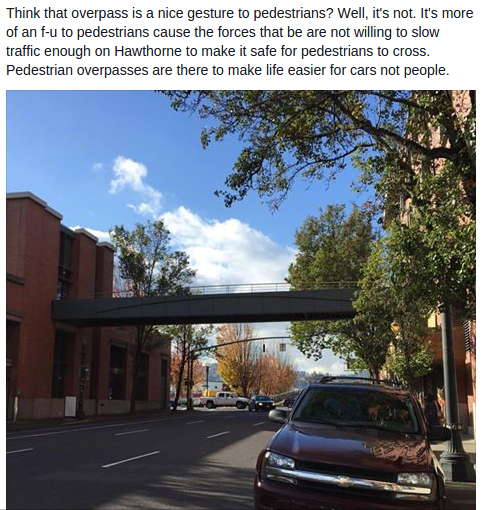 Think that overpass is a nice gesture to pedestrians? Well, it's not. It's more
of an f-u to pedestrians cause the forces that be are not willing to slow
traffic enough on Hawthorne to make it safe for pedestrians to cross.
Pedestrian overpasses are there to make life easier for cars not people.